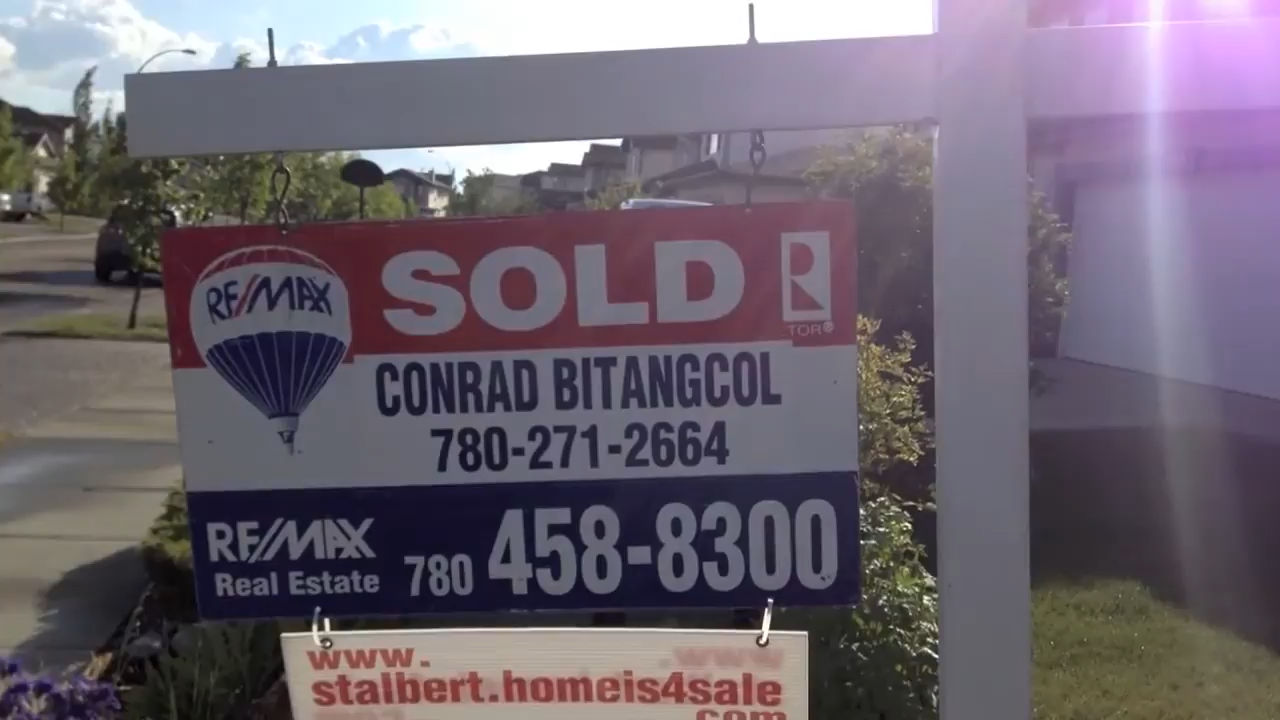 RE/MAX
SOLD
R
TOR®
CONRAD BITANGCOL
780-271-2664
RE/MAX
Real Estate
780 458-8300
www.
stalbert.homeis4sale
.com